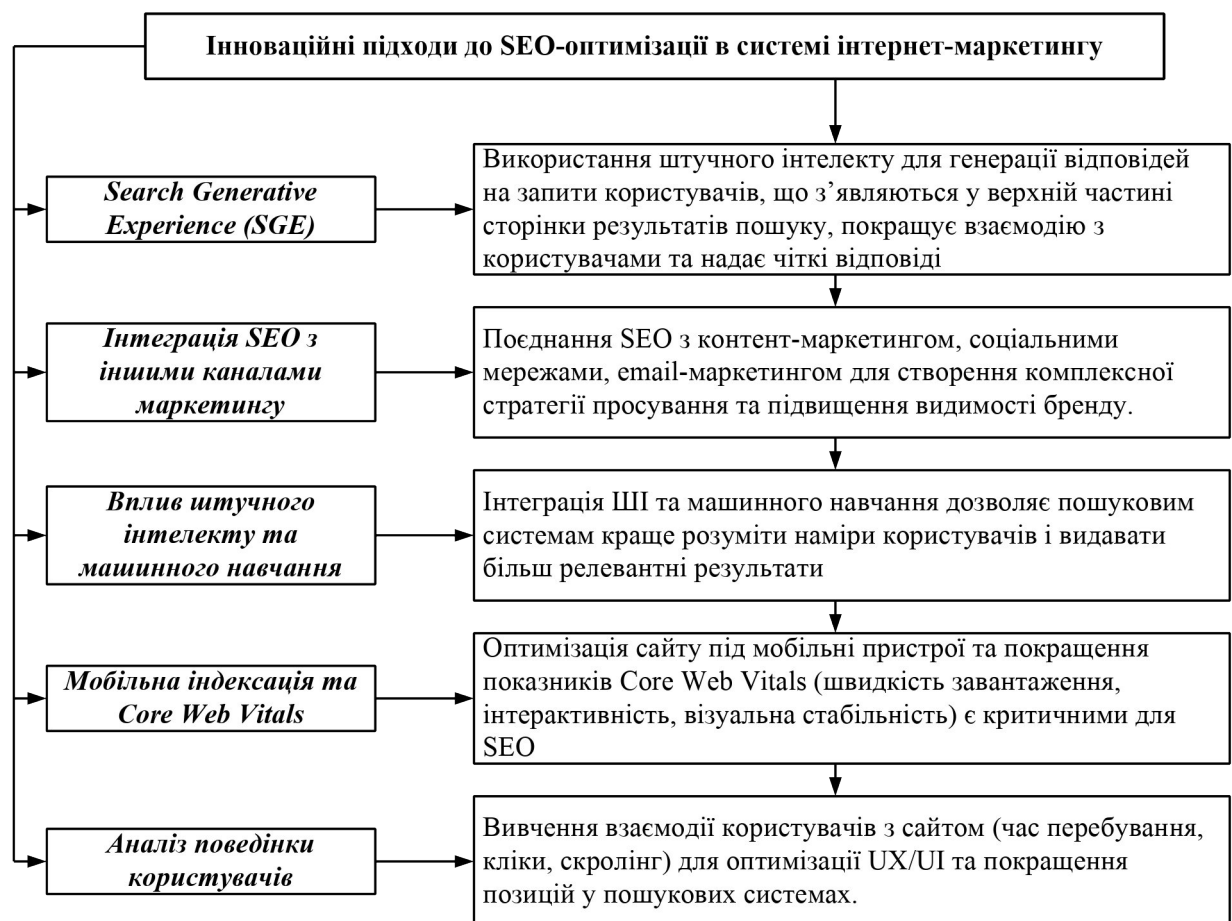 Інноваційні підходи до SEO-оптимізації в системі інтернет-маркетингу
Search Generative
Experience (SGE)
Використання штучного інтелекту для генерації відповідей
на запити користувачів, що з’являються у верхній частині
сторінки результатів пошуку, покращує взаємодію з
користувачами та надає чіткі відповіді
Інтеграція SEO з
іншими каналами
маркетингу
Поєднання SEO з контент-маркетингом, соціальними
мережами, email-маркетингом для створення комплексної
стратегії просування та підвищення видимості бренду.
Вплив штучного
інтелекту та
машинного навчання
Інтеграція ШІ та машинного навчання дозволяє пошуковим
системам краще розуміти наміри користувачів і видавати
більш релевантні результати
Мобільна індексація та
Core Web Vitals
Оптимізація сайту під мобільні пристрої та покращення
показників Core Web Vitals (швидкість завантаження,
інтерактивність, візуальна стабільність) є критичними для
SEO
Аналіз поведінки
користувачів
Вивчення взаємодії користувачів з сайтом (час перебування,
кліки, скролінг) для оптимізації UX/UI та покращення
позицій у пошукових системах.